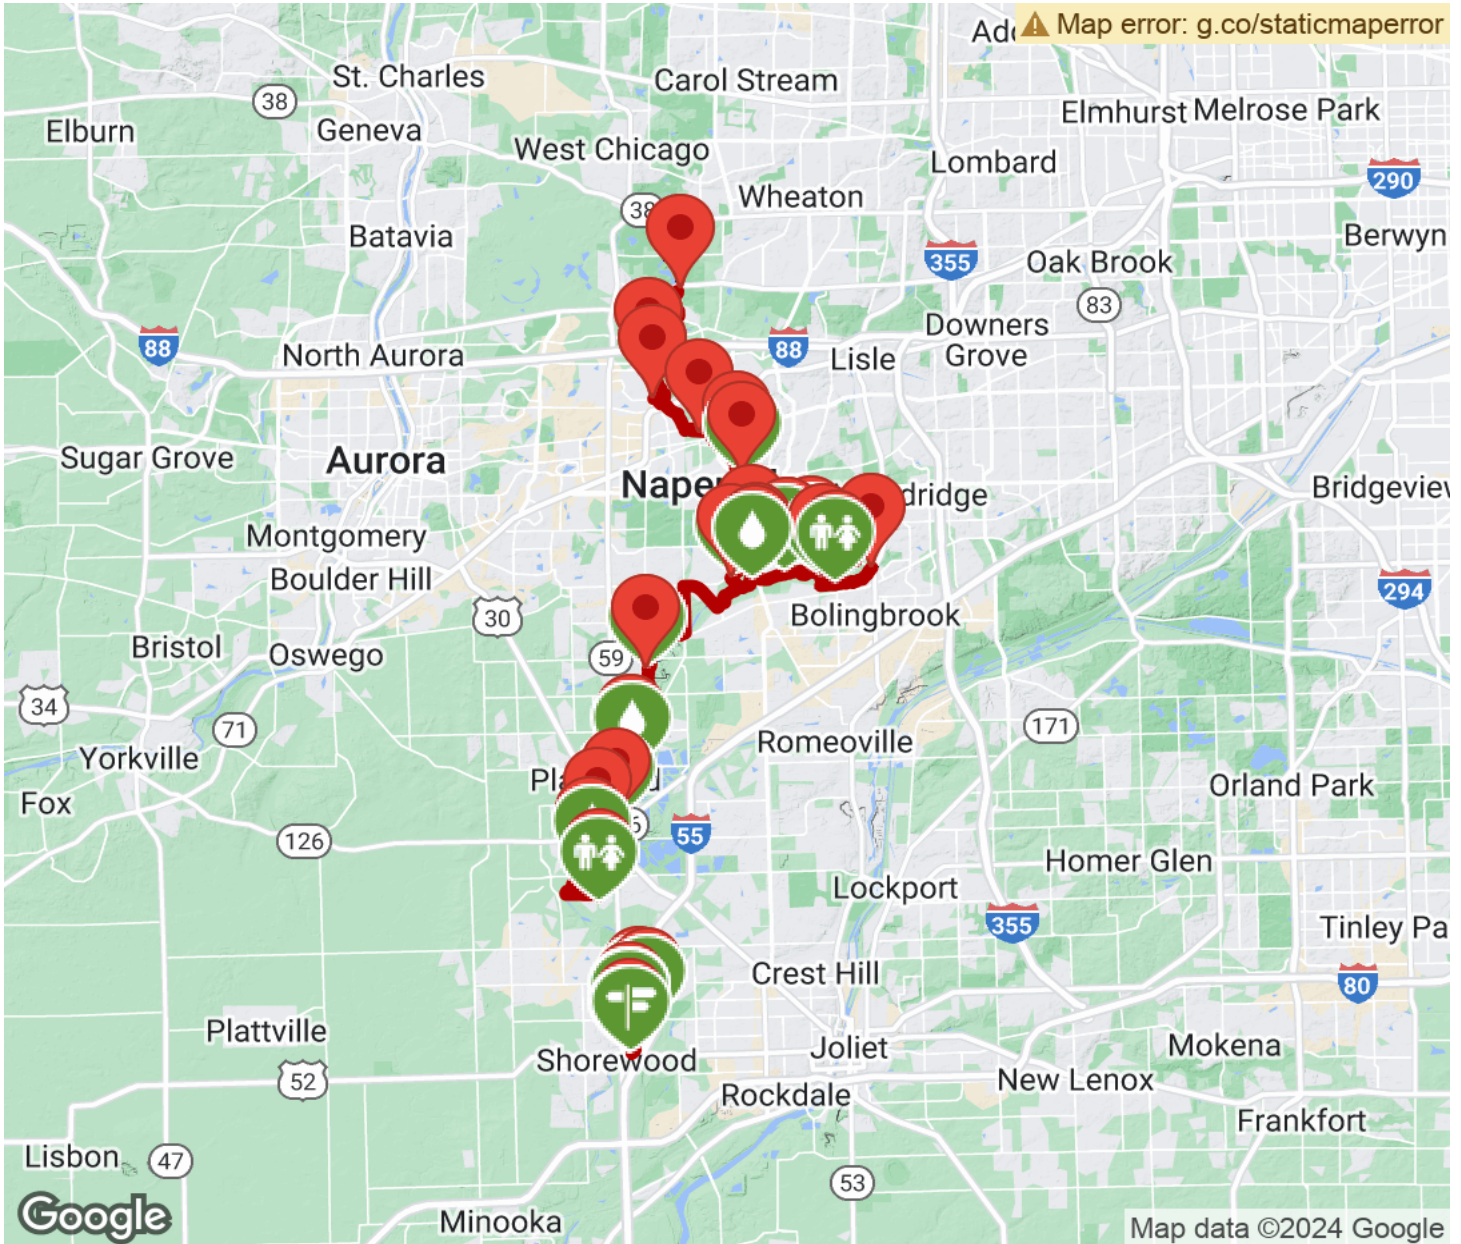 Map error: g.co/staticmaperror
St. Charles
Carol Stream
38
Elburn
Geneva
Elmhurst
Melrose Park
West Chicago
Lombard
Wheaton
290
38
Batavia
Berwyn
355
Oak Brook
83
88
North Aurora
88
Lisle
Downers
Grove
Sugar Grove
Aurora
Montgomery
Boulder Hill
294
30
Bolingbrook
Bristol
Oswego
59
34
71
171
Yorkville
Romeoville
Orland Park
Fox
126
55
Homer Glen
Lockport
355
Crest Hill
80
Plattville
Shorewood
Joliet
Mokena
52
Rockdale
New Lenox
Frankfort
Lisbon
47
53
Minooka
Google
Map data ©2024 Google